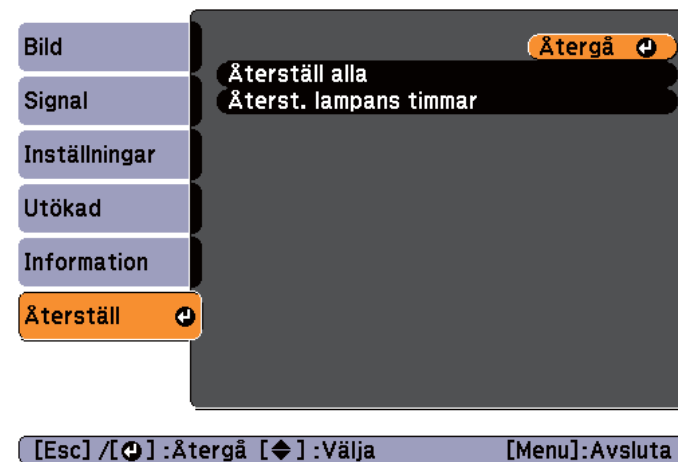 Bild
Signal
Inställningar
Utökad
Information
Återställ
Återgå
Återställ alla
Återst. lampans timmar
[Esc] /[ ] :Återgå [ ] :Välja [Menu]:Avsluta